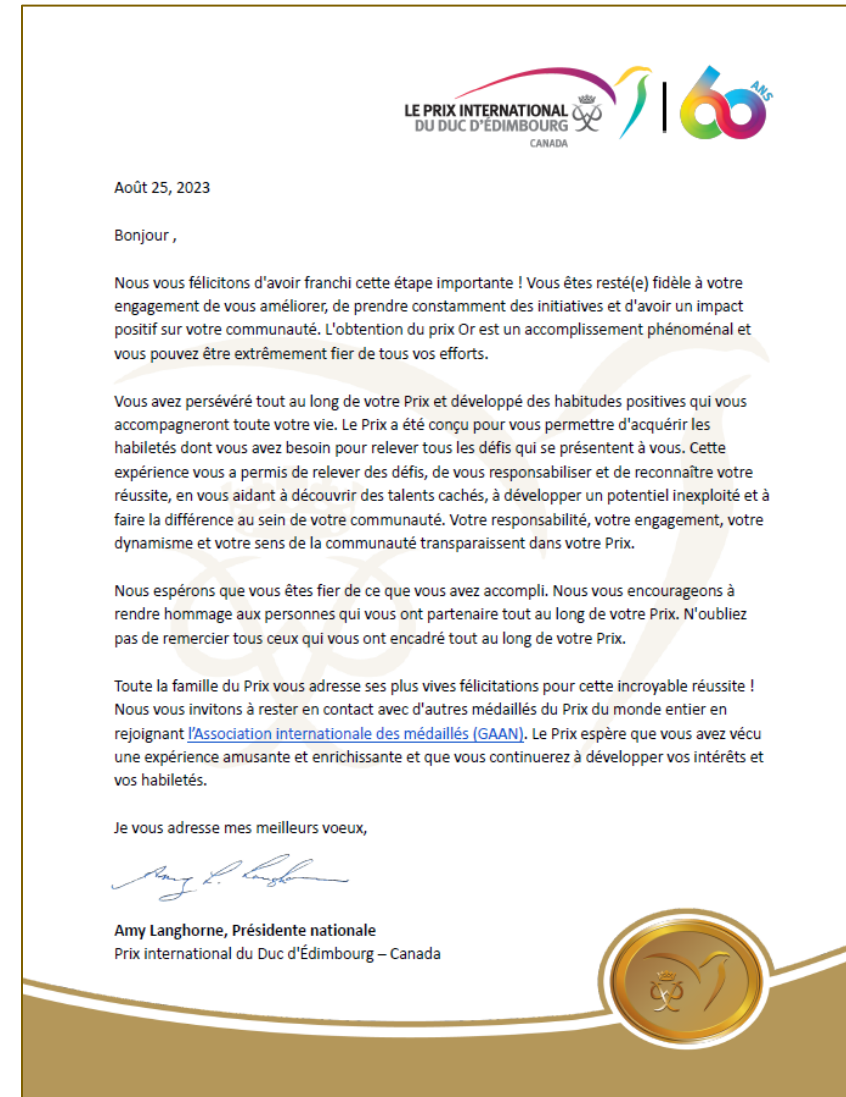 LE PRIX INTERNATIONAL
DU DUC D'ÉDIMBOURG
CANADA
60 ANS
Août 25, 2023
Bonjour ,
Nous vous félicitons d'avoir franchi cette étape importante ! Vous êtes resté(e) fidèle à votre
engagement de vous améliorer, de prendre constamment des initiatives et d'avoir un impact
positif sur votre communauté. L'obtention du prix Or est un accomplissement phénoménal et
vous pouvez être extrêmement fier de tous vos efforts.
Vous avez persévéré tout au long de votre Prix et développé des habitudes positives qui vous
accompagneront toute votre vie. Le Prix a été conçu pour vous permettre d'acquérir les
habiletés dont vous avez besoin pour relever tous les défis qui se présentent à vous. Cette
expérience vous a permis de relever des défis, de vous responsabiliser et de reconnaître votre
réussite, en vous aidant à découvrir des talents cachés, à développer un potentiel inexploité et à
faire la différence au sein de votre communauté. Votre responsabilité, votre engagement, votre
dynamisme et votre sens de la communauté transparaissent dans votre Prix.
Nous espérons que vous êtes fier de ce que vous avez accompli. Nous vous encourageons à
rendre hommage aux personnes qui vous ont partenaire tout au long de votre Prix. N'oubliez
pas de remercier tous ceux qui vous ont encadré tout au long de votre Prix.
Toute la famille du Prix vous adresse ses plus vives félicitations pour cette incroyable réussite !
Nous vous invitons à rester en contact avec d'autres médaillés du Prix du monde entier en
rejoignant l'Association internationale des médaillés (GAAN). Le Prix espère que vous avez vécu
une expérience amusante et enrichissante et que vous continuerez à développer vos intérêts et
vos habiletés.
Je vous adresse mes meilleurs voeux,
Amy Langhorne, Présidente nationale
Prix international du Duc d'Édimbourg – Canada